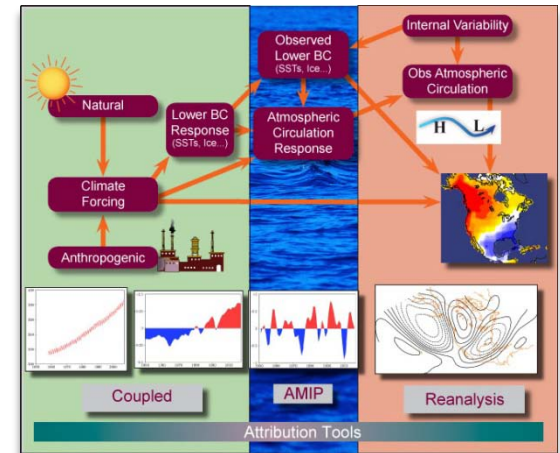 Observed
Lower BC
(SSTs, Ice...)
Internal Variability
Obs Atmospheric
Circulation
Natural
Lower BC
Response
(SSTs, Ice...)
Atmospheric
Circulation
Response
H
L
Climate
Forcing
Anthropogenic
Coupled
AMIP
Reanalysis
Attribution Tools